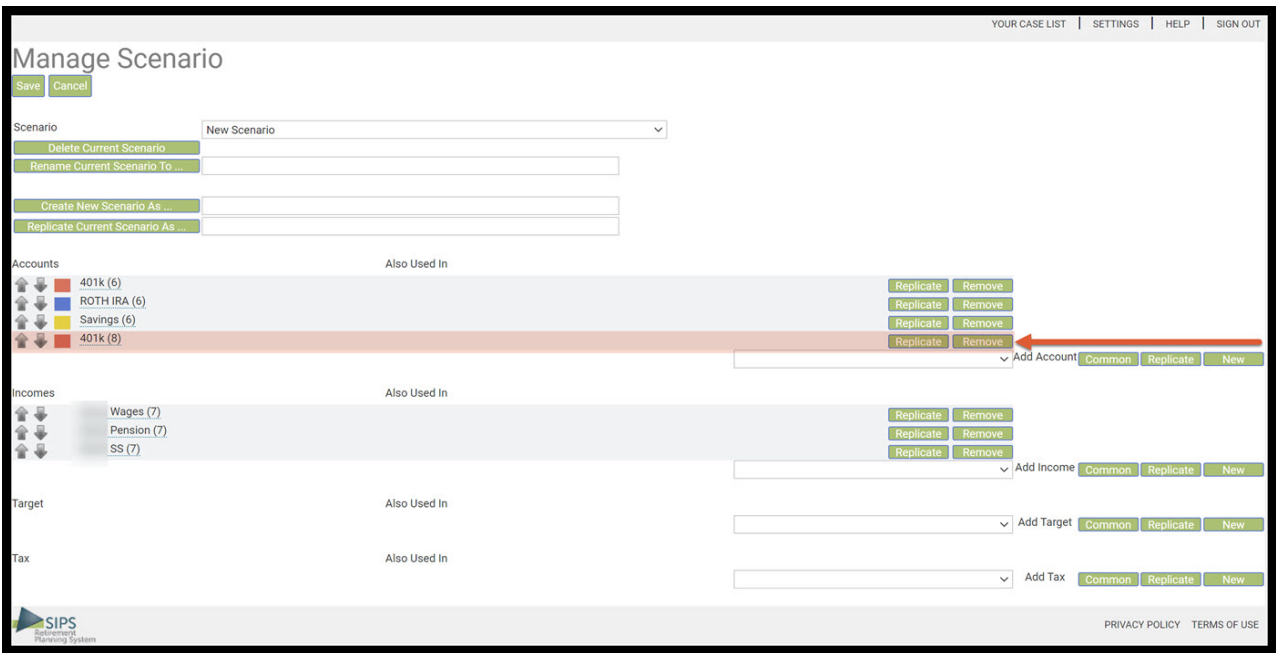 YOUR CASE LIST | SETTINGS | HELP | SIGN OUT
Manage Scenario
Save Cancel
Scenario New Scenario
Delete Current Scenario
Rename Current Scenario To ...
Create New Scenario As ...
Replicate Current Scenario As ...
Accounts Also Used In
401k (6) Replicate Remove
ROTH IRA (6) Replicate Remove
Savings (6) Replicate Remove
401k (8) Replicate Remove
Add Account Common Replicate New
Incomes Also Used In
Wages (7) Replicate Remove
Pension (7) Replicate Remove
SS (7) Replicate Remove
Add Income Common Replicate New
Target Also Used In
Add Target Common Replicate New
Tax Also Used In
Add Tax Common Replicate New
SIPS
Retirement
Planning System
PRIVACY POLICY TERMS OF USE